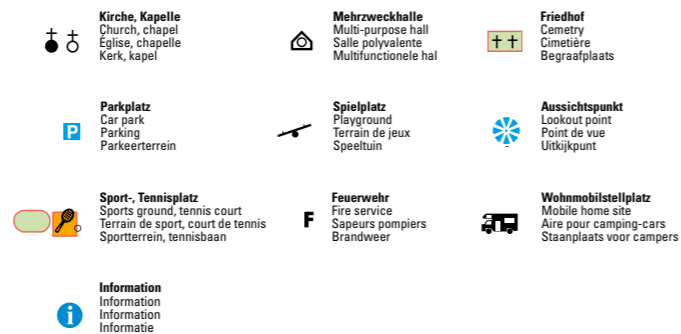 Kirche, Kapelle
Church, chapel
Église, chapelle
Kerk, kapel
Mehrzweckhalle
Multi-purpose hall
Salle polyvalente
Multifunctionele hal
Friedhof
Cemetry
Cimetière
Begraafplaats
P
Parkplatz
Car park
Parking
Parkeerterrein
Spielplatz
Playground
Terrain de jeux
Speeltuin
Aussichtspunkt
Lookout point
Point de vue
Uitkijkpunt
Sport-, Tennisplatz
Sports ground, tennis court
Terrain de sport, court de tennis
Sportterrein, tennisbaan
F
Feuerwehr
Fire service
Sapeurs pompiers
Brandweer
Wohnmobilstellplatz
Mobile home site
Aire pour camping-cars
Staanplaats voor campers
i
Information
Information
Information
Informatie